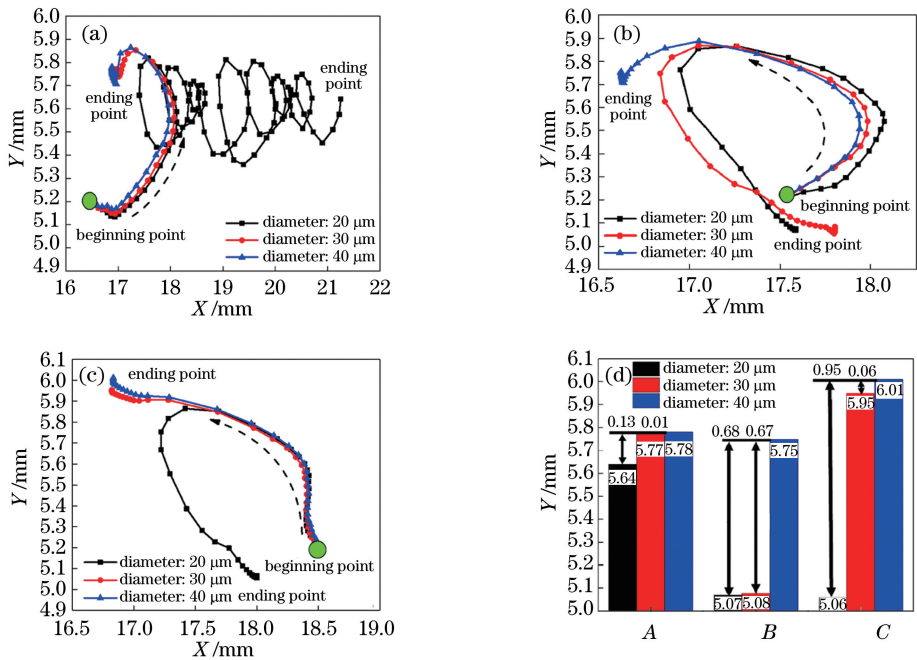 (a)
6.0
5.9
5.8
5.7
5.6
5.5
5.4
5.3
5.2
5.1
5.0
4.9
Y /mm
ending point
ending point
beginning point
diameter: 20 μm
diameter: 30 μm
diameter: 40 μm
16 17 18 19 20 21 22
X /mm
(b)
6.0
5.9
5.8
5.7
5.6
5.5
5.4
5.3
5.2
5.1
5.0
4.9
Y /mm
ending point
beginning point
ending point
diameter: 20 μm
diameter: 30 μm
diameter: 40 μm
16.5 17.0 17.5 18.0
X /mm
(c)
6.1
6.0
5.9
5.8
5.7
5.6
5.5
5.4
5.3
5.2
5.1
5.0
4.9
Y /mm
ending point
beginning point
ending point
diameter: 20 μm
diameter: 30 μm
diameter: 40 μm
16.5 17.0 17.5 18.0 18.5 19.0
X /mm
(d)
6.1
6.0
5.9
5.8
5.7
5.6
5.5
5.4
5.3
5.2
5.1
5.0
Y /mm
diameter: 20 μm
diameter: 30 μm
diameter: 40 μm
0.13 0.01
5.64 5.77 5.78
0.68 0.67
5.07 5.08 5.75
0.95 0.06
5.06 5.95 6.01
A B C